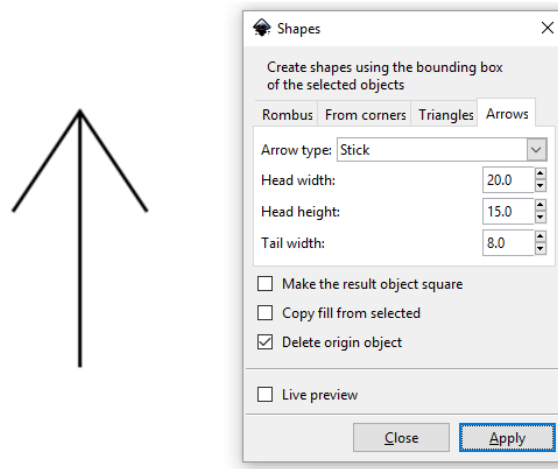 Shapes
Create shapes using the bounding box
of the selected objects
Rombus From corners Triangles Arrows
Arrow type: Stick
Head width: 20.0
Head height: 15.0
Tail width: 8.0
Make the result object square
Copy fill from selected
Delete origin object
Live preview
Close Apply